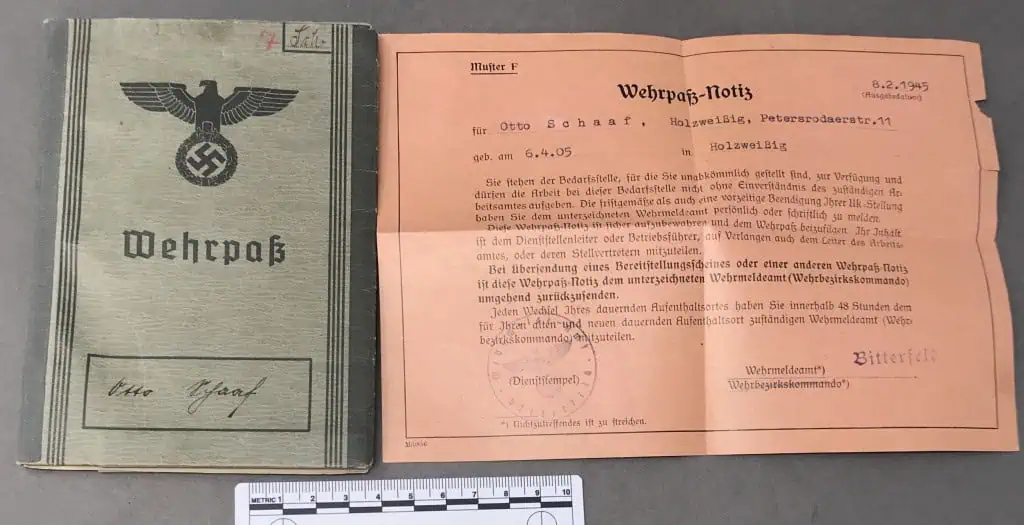 Wehrpaß
Otto Schaaf
Muster F
8.2.1945
(Ausgabedatum)
Wehrpaß-Notiz
für Otto Schaaf, Holzweißig, Petersrodaerstr.11
geb. am 6.4.05 in Holzweißig
Sie stehen der Bedarfsstelle, für die Sie unabkömmlich gestellt sind, zur Verfügung und
dürfen die Arbeit bei dieser Bedarfsstelle nicht ohne Einverständnis des zuständigen Ar-
beitsamtes aufgeben. Die fristgemäße als auch eine vorzeitige Beendigung Ihrer Uk-Stellung
haben Sie dem unterzeichneten Wehrmeldeamt persönlich oder schriftlich zu melden.
Diese Wehrpaß-Notiz ist sicher aufzubewahren und dem Wehrpaß beizufügen. Ihr Inhalt
ist dem Dienststellenleiter oder Betriebsführer, auf Verlangen auch dem Leiter des Arbeits-
amtes, oder deren Stellvertretern mitzuteilen.
Bei Übersendung eines Bereitstellungsscheines oder einer anderen Wehrpaß-Notiz
ist diese Wehrpaß-Notiz dem unterzeichneten Wehrmeldeamt (Wehrbezirkskommando)
umgehend zurückzusenden.
Jeden Wechsel Ihres dauernden Aufenthaltsortes haben Sie innerhalb 48 Stunden dem
für Ihren alten und neuen dauernden Aufenthaltsort zuständigen Wehrmeldeamt (Wehr-
bezirkskommando) mitzuteilen.
Bitterfeld
Wehrmeldeamt*)
(Dienststempel)
Wehrbezirkskommando*)
*) Nichtzutreffendes ist zu streichen.
METRIC 1 2 3 4 5 6 7 8 9 10